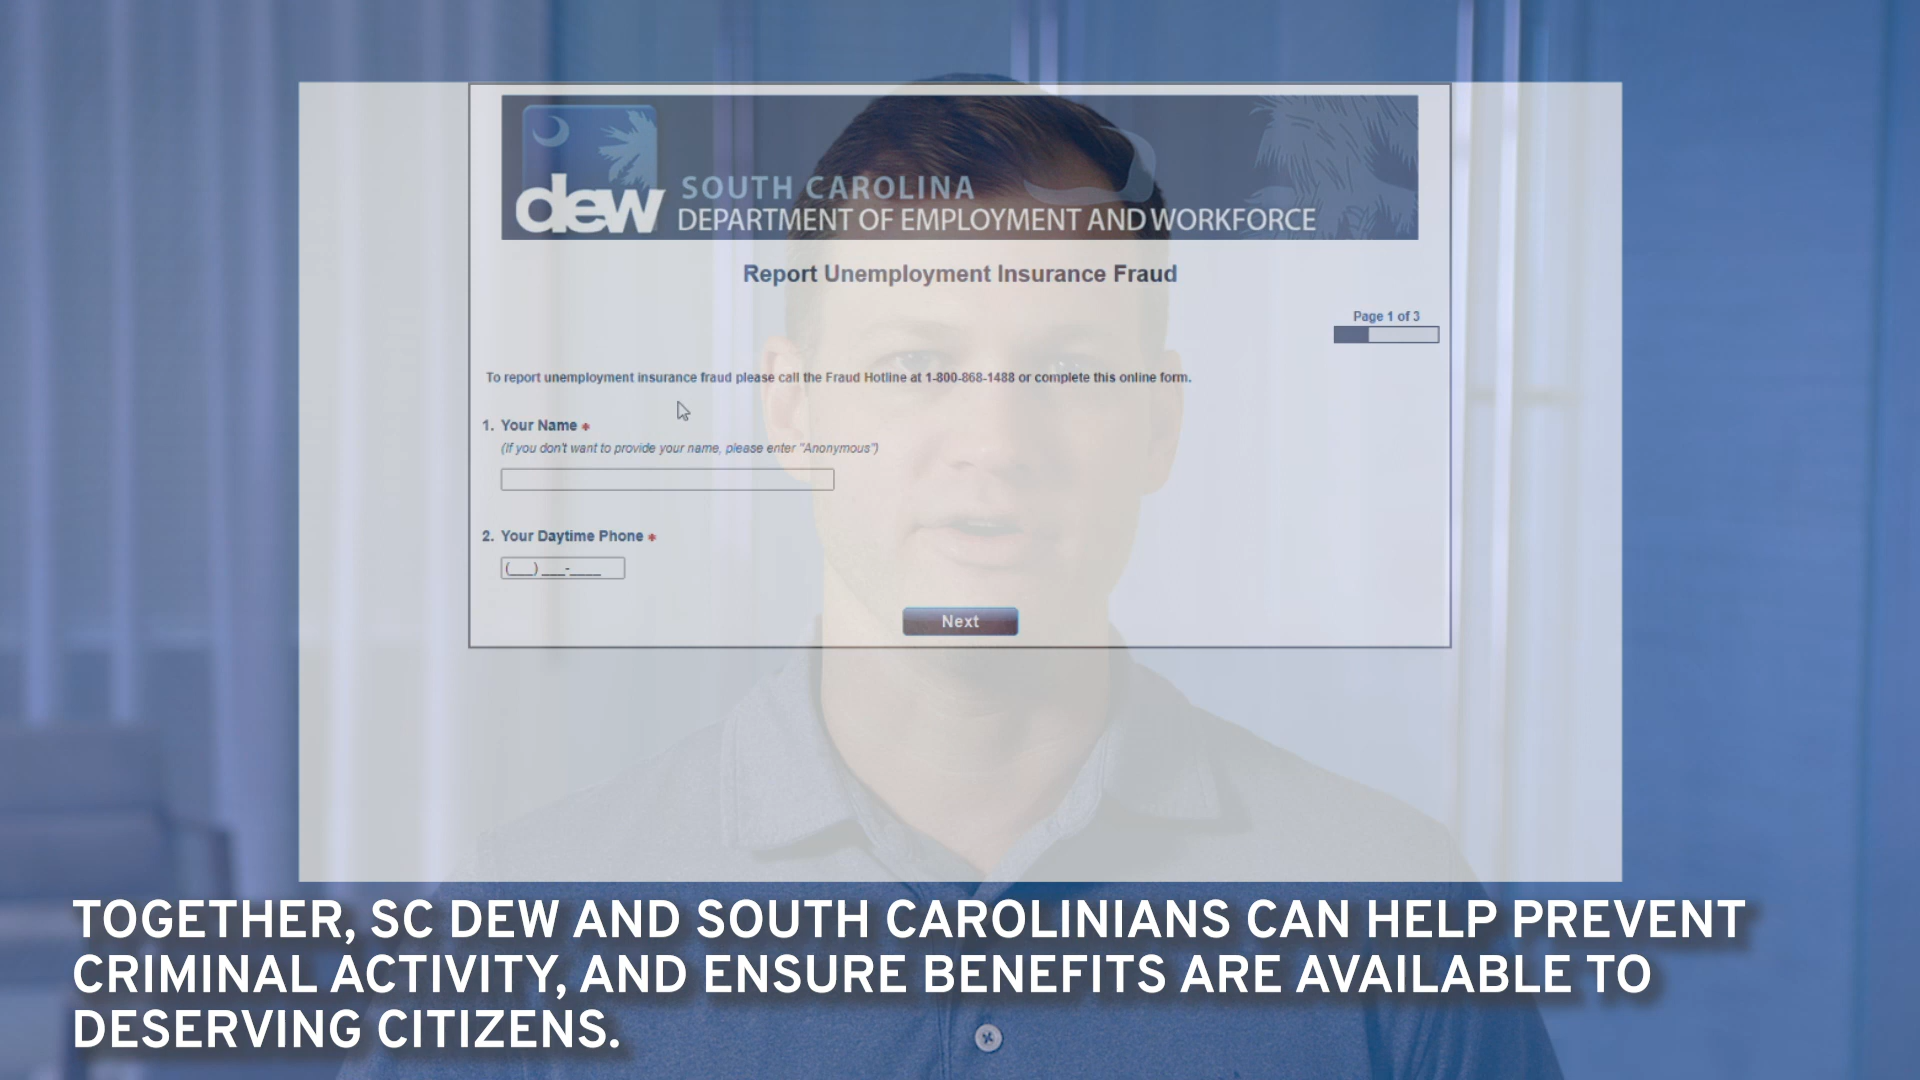 dew SOUTH CAROLINA
DEPARTMENT OF EMPLOYMENT AND WORKFORCE
Report Unemployment Insurance Fraud
Page 1 of 3
To report unemployment insurance fraud please call the Fraud Hotline at 1-800-868-1488 or complete this online form.
1. Your Name *
(If you don't want to provide your name, please enter "Anonymous")
2. Your Daytime Phone *
(___) ___-____
Next
TOGETHER, SC DEW AND SOUTH CAROLINIANS CAN HELP PREVENT
CRIMINAL ACTIVITY, AND ENSURE BENEFITS ARE AVAILABLE TO
DESERVING CITIZENS.